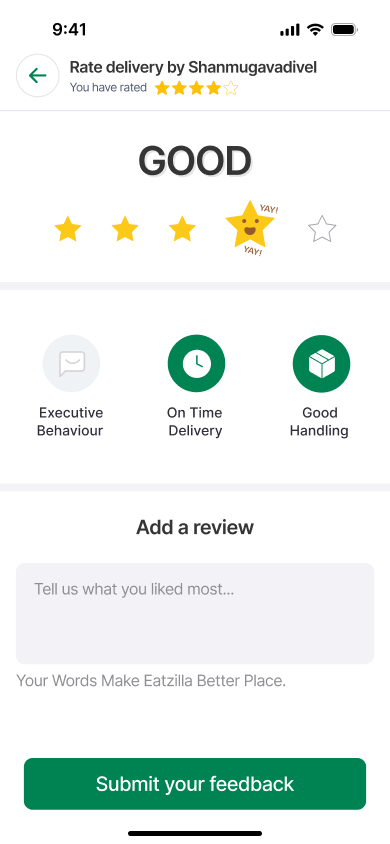 9:41
Rate delivery by Shanmugavadivel
You have rated
GOOD
YAY!
YAY!
Executive
Behaviour
On Time
Delivery
Good
Handling
Add a review
Tell us what you liked most...
Your Words Make Eatzilla Better Place.
Submit your feedback